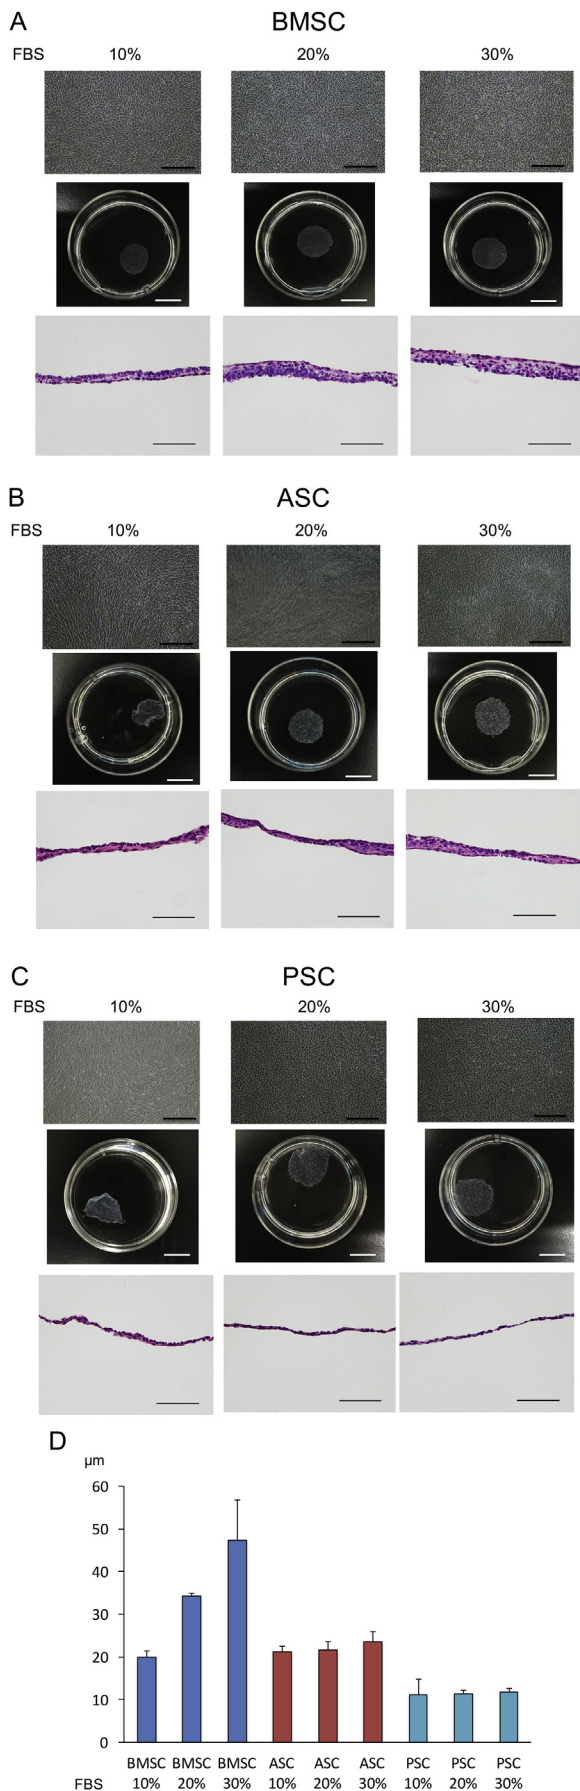 A
BMSC
FBS 10% 20% 30%
B
ASC
FBS 10% 20% 30%
C
PSC
FBS 10% 20% 30%
D
µm
60
50
40
30
20
10
0
BMSC BMSC BMSC ASC ASC ASC PSC PSC PSC
FBS 10% 20% 30% 10% 20% 30% 10% 20% 30%